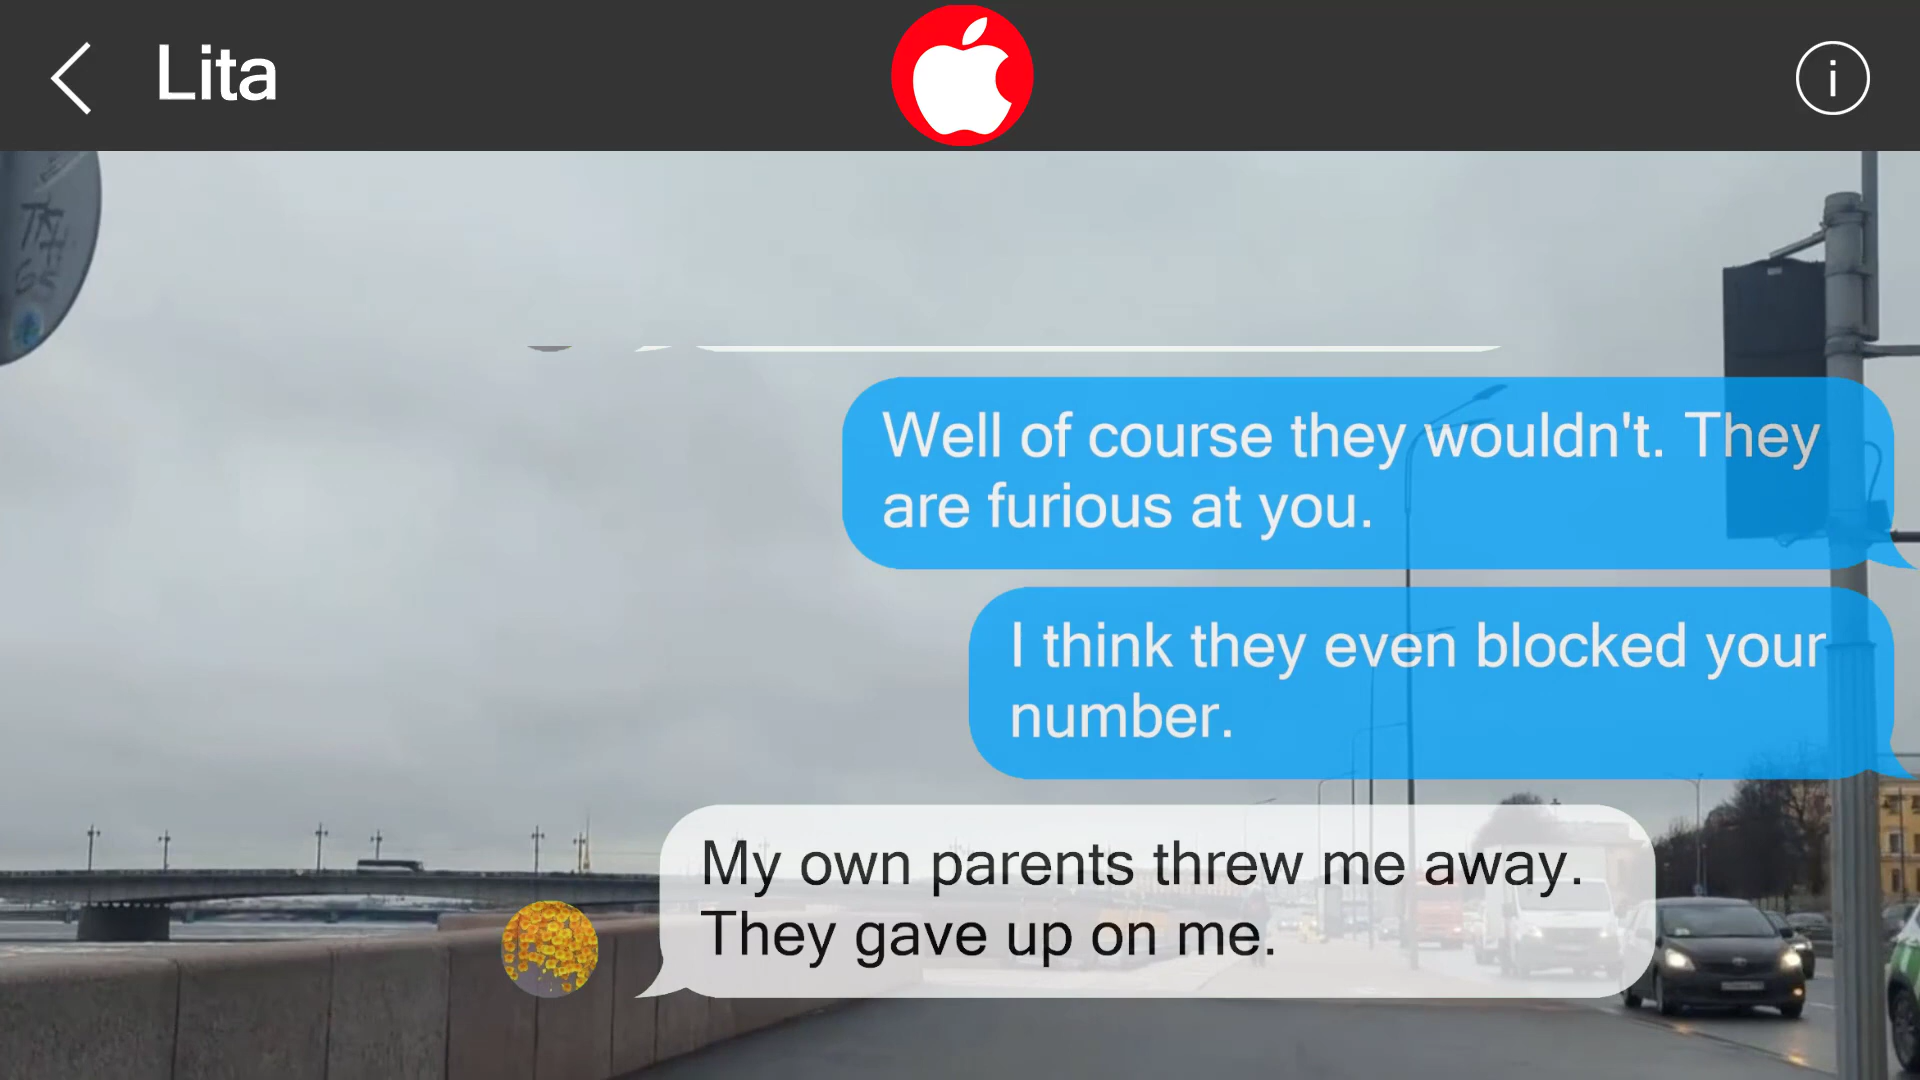 Lita
Well of course they wouldn't. They
are furious at you.
I think they even blocked your
number.
My own parents threw me away.
They gave up on me.